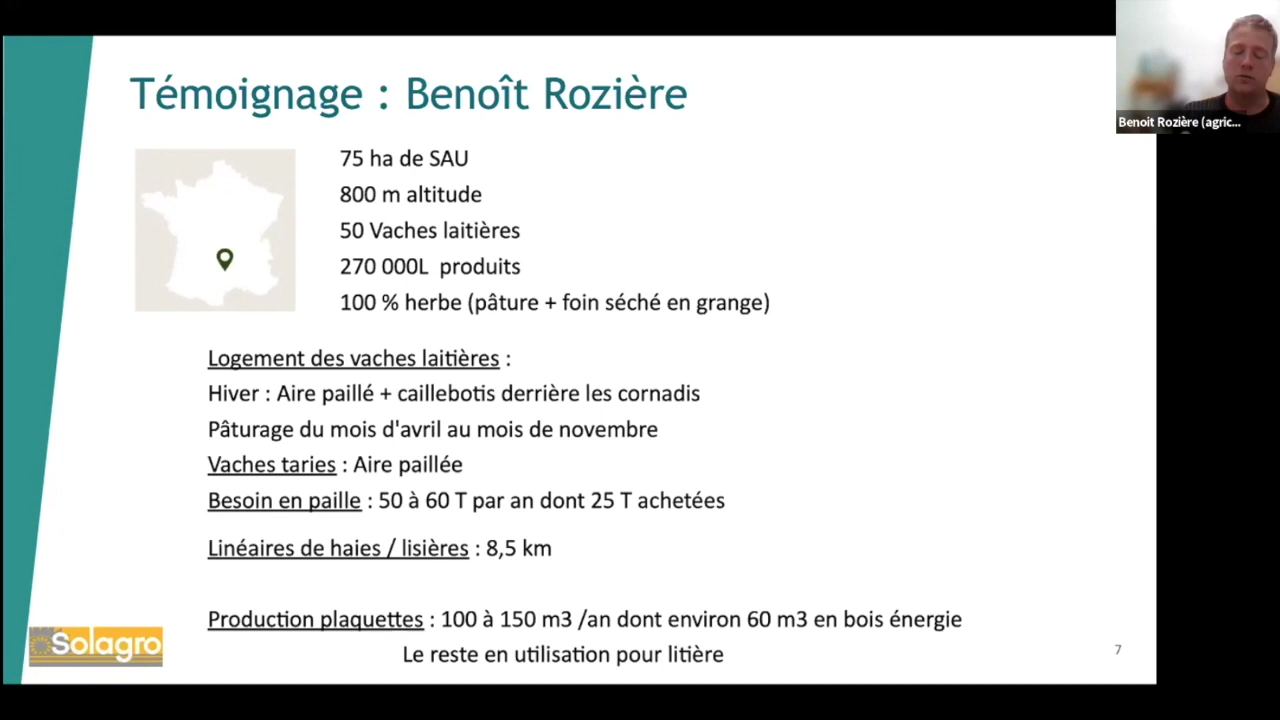 Témoignage : Benoît Rozière
Benoit Rozière (agric...
75 ha de SAU
800 m altitude
50 Vaches laitières
270 000L produits
100 % herbe (pâture + foin séché en grange)
Logement des vaches laitières :
Hiver : Aire paillé + caillebotis derrière les cornadis
Pâturage du mois d'avril au mois de novembre
Vaches taries : Aire paillée
Besoin en paille : 50 à 60 T par an dont 25 T achetées
Linéaires de haies / lisières : 8,5 km
Production plaquettes : 100 à 150 m3 /an dont environ 60 m3 en bois énergie
Le reste en utilisation pour litière
Solagro
7